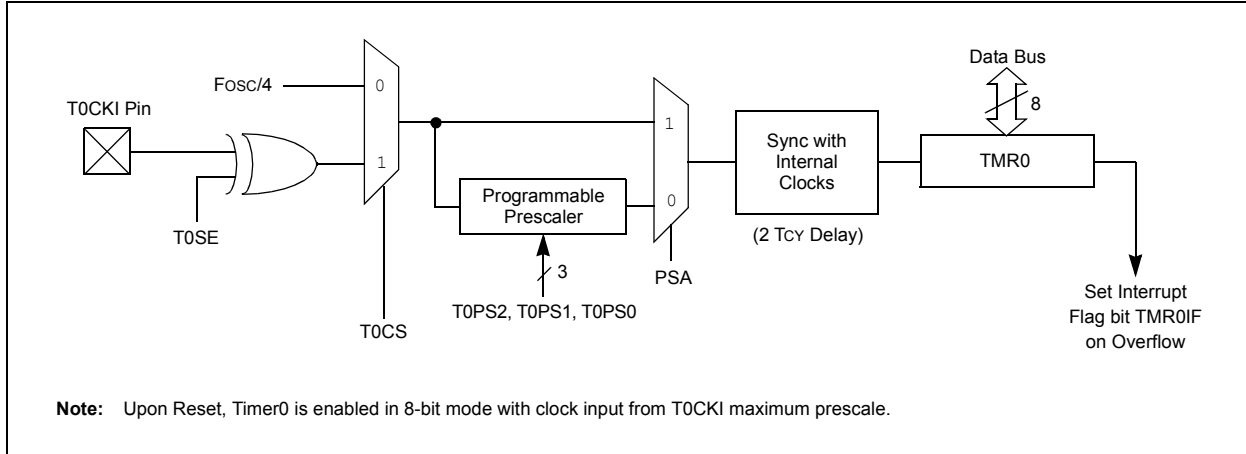 Data Bus
8
FOSC/4
0
T0CKI Pin
1
1
Sync with
Internal
Clocks
TMR0
Programmable
Prescaler
0
T0SE
(2 TCY Delay)
3
PSA
T0PS2, T0PS1, T0PS0
T0CS
Set Interrupt
Flag bit TMR0IF
on Overflow
Note: Upon Reset, Timer0 is enabled in 8-bit mode with clock input from T0CKI maximum prescale.